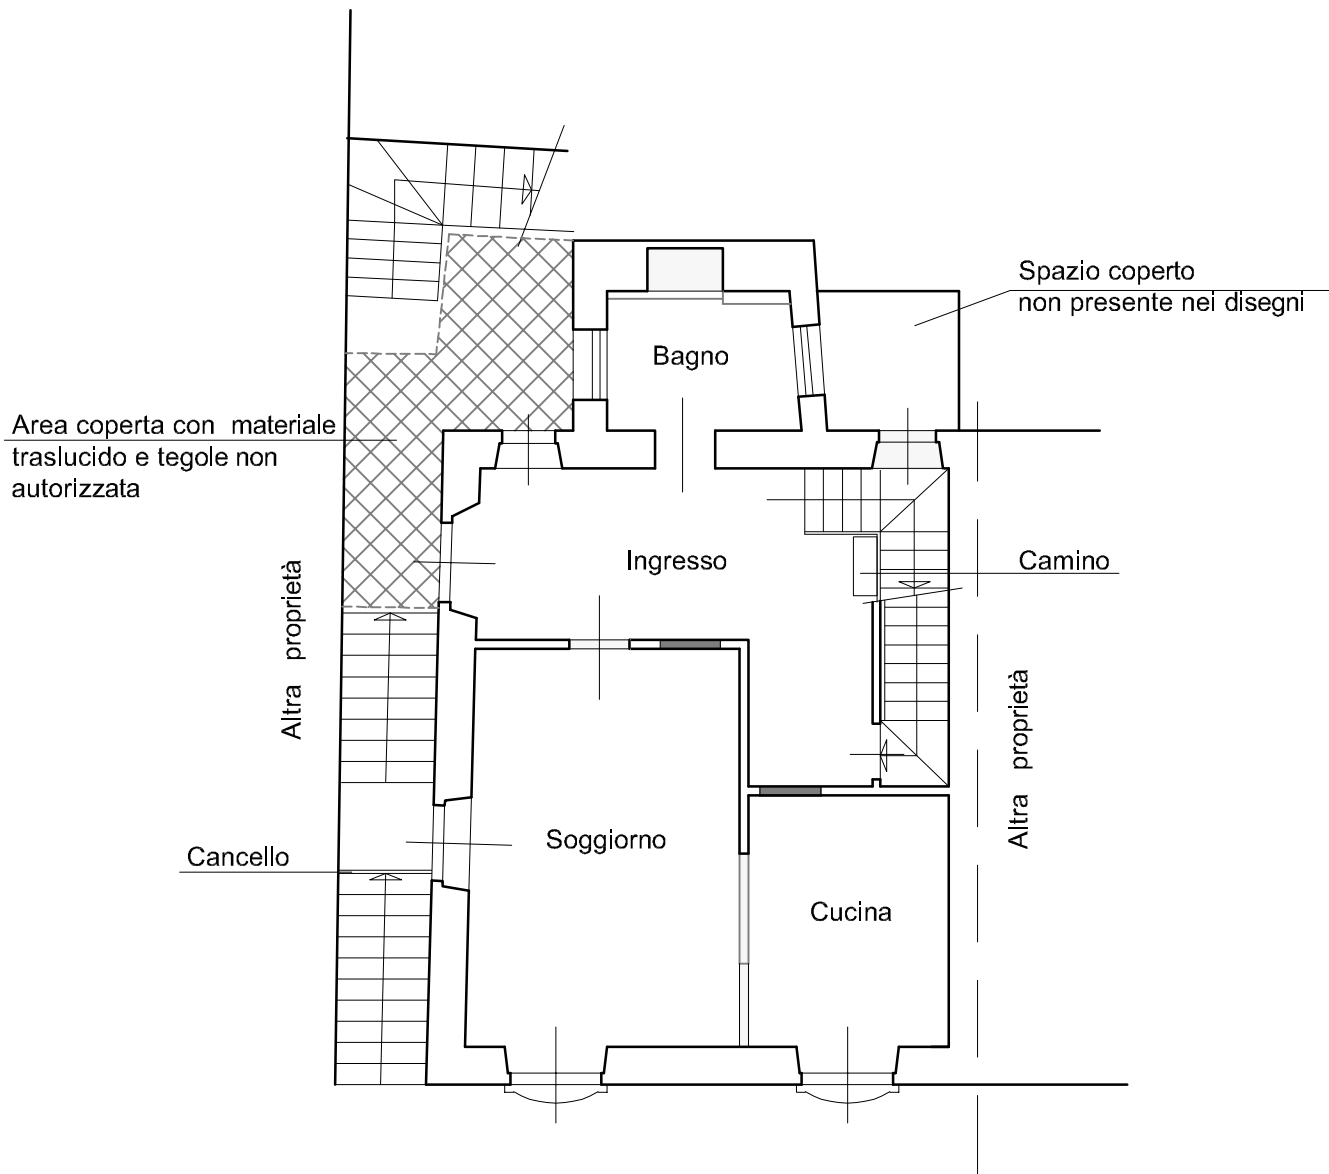 Spazio coperto
non presente nei disegni
Bagno
Area coperta con materiale
traslucido e tegole non
autorizzata
Ingresso
Camino
Altra proprietà
Altra proprietà
Soggiorno
Cancello
Cucina